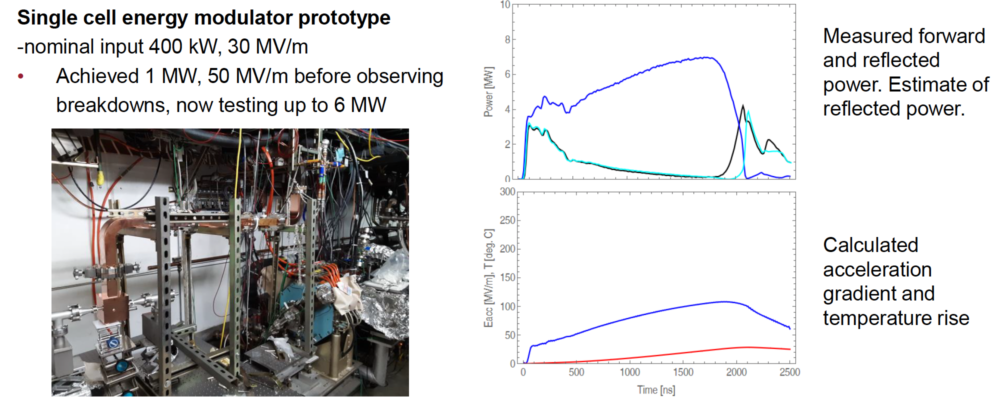 Single cell energy modulator prototype
-nominal input 400 kW, 30 MV/m
• Achieved 1 MW, 50 MV/m before observing
breakdowns, now testing up to 6 MW
10
8
6
4
2
0
Power [MW]
Measured forward
and reflected
power. Estimate of
reflected power.
300
250
200
150
100
50
0
Eacc [MV/m], T [deg. C]
0 500 1000 1500 2000 2500
Time [ns]
Calculated
acceleration
gradient and
temperature rise